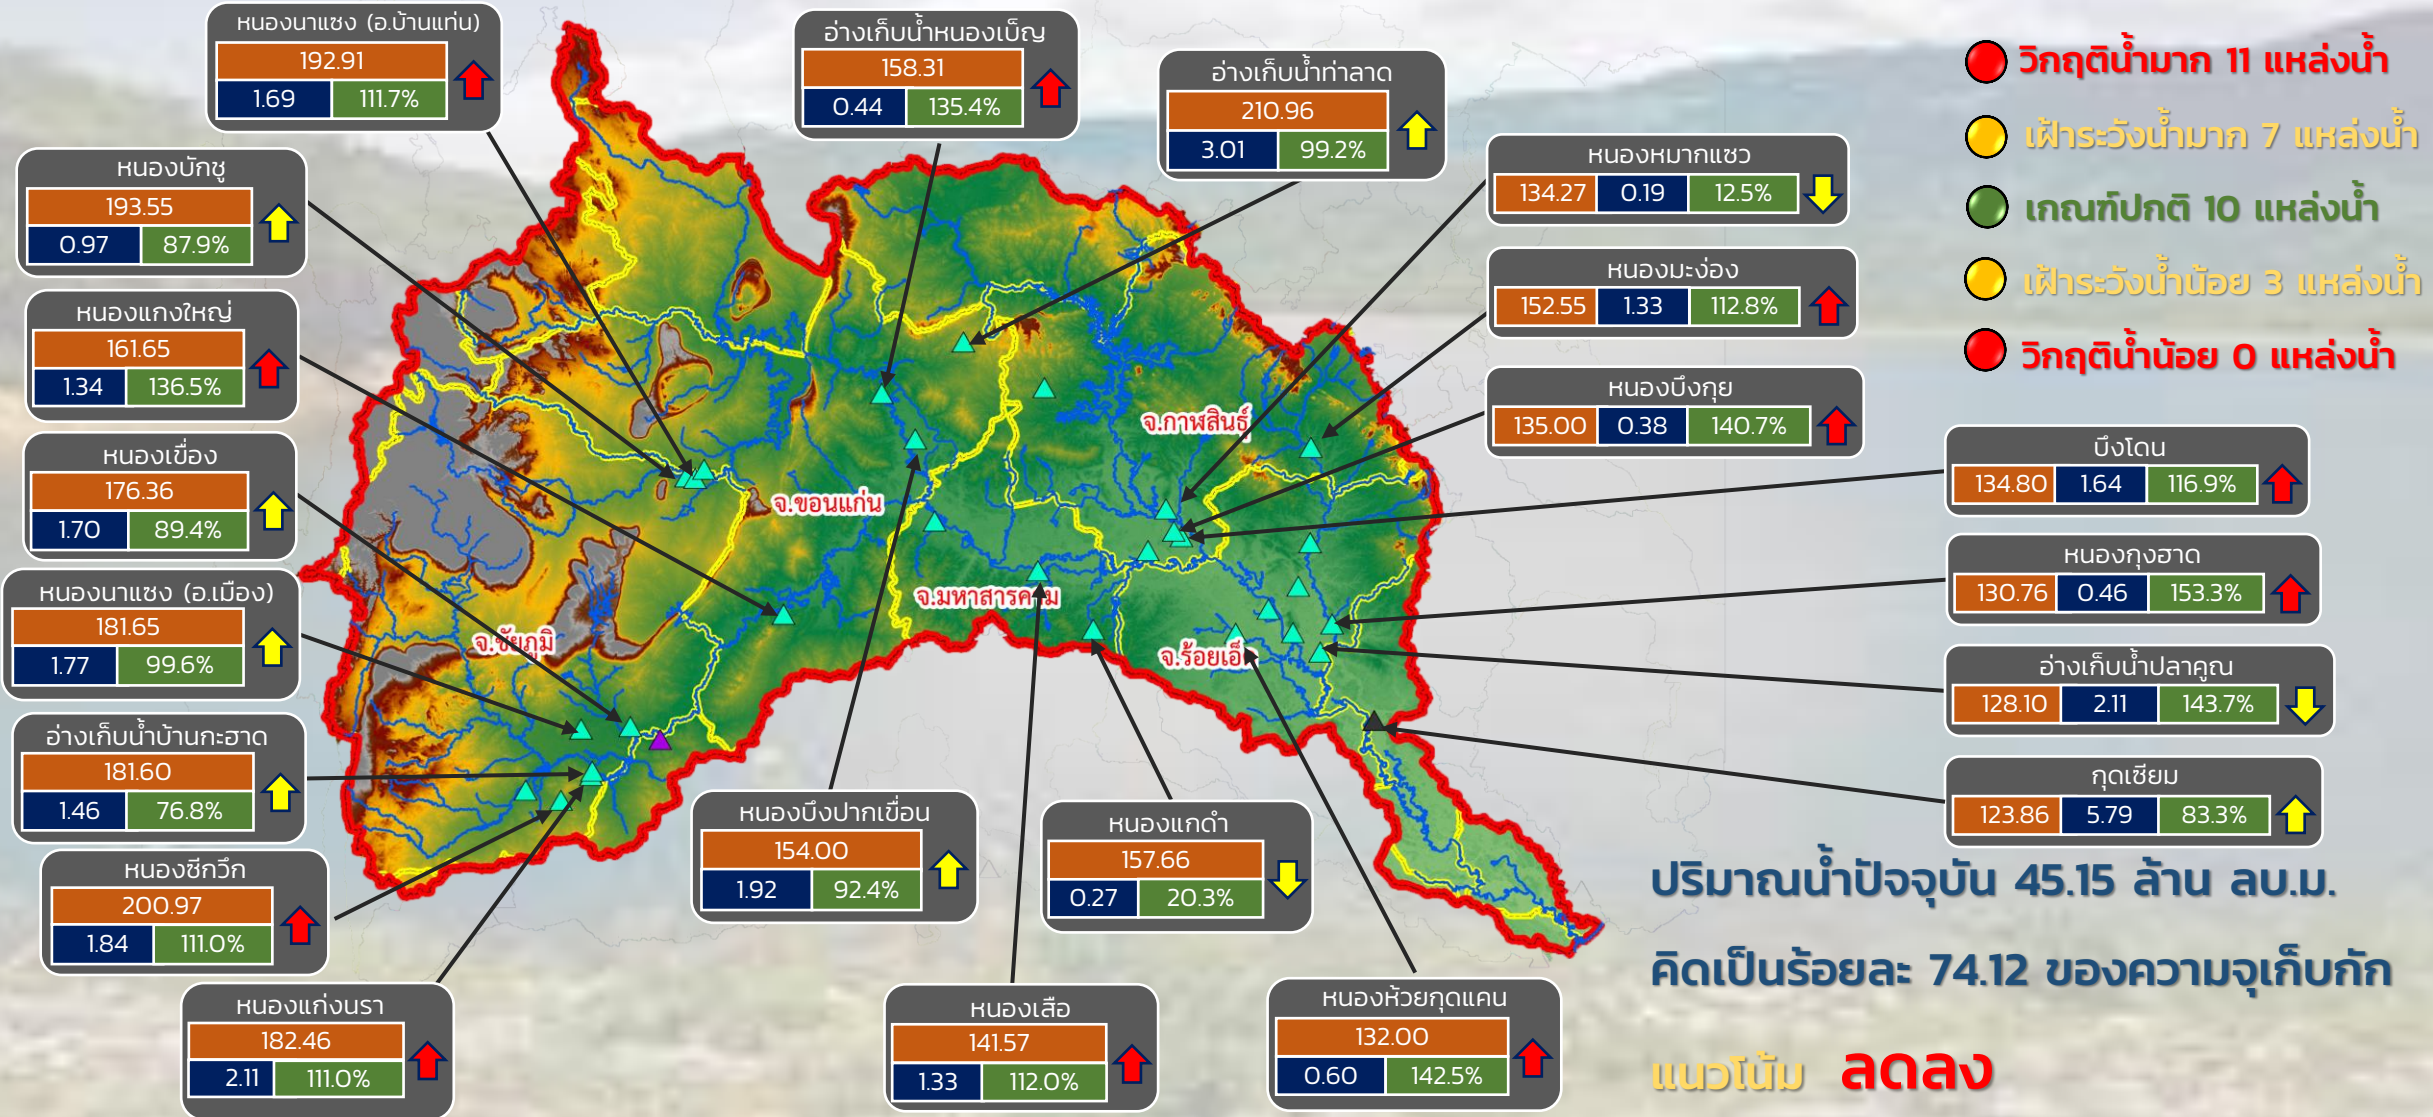 หนองนาแซง (อ.บ้านแท่น)
192.91
1.69 111.7%
อ่างเก็บน้ำหนองเบ็ญ
158.31
0.44 135.4%
อ่างเก็บน้ำท่าลาด
210.96
3.01 99.2%
วิกฤติน้ำมาก 11 แหล่งน้ำ
เฝ้าระวังน้ำมาก 7 แหล่งน้ำ
เกณฑ์ปกติ 10 แหล่งน้ำ
เฝ้าระวังน้ำน้อย 3 แหล่งน้ำ
วิกฤติน้ำน้อย 0 แหล่งน้ำ
หนองบักชู
193.55
0.97 87.9%
หนองแกงใหญ่
161.65
1.34 136.5%
หนองเขื่อง
176.36
1.70 89.4%
หนองนาแซง (อ.เมือง)
181.65
1.77 99.6%
อ่างเก็บน้ำบ้านกะฮาด
181.60
1.46 76.8%
หนองซีกวึก
200.97
1.84 111.0%
หนองแก่งนรา
182.46
2.11 111.0%
จ.กาฬสินธุ์
จ.ขอนแก่น
จ.มหาสารคาม
จ.ชัยภูมิ
จ.ร้อยเอ็ด
หนองหมากแซว
134.27 0.19 12.5%
หนองมะง่อง
152.55 1.33 112.8%
หนองบึงกุย
135.00 0.38 140.7%
บึงโดน
134.80 1.64 116.9%
หนองกุงฮาด
130.76 0.46 153.3%
อ่างเก็บน้ำปลาคูณ
128.10 2.11 143.7%
กุดเซียม
123.86 5.79 83.3%
หนองบึงปากเขื่อน
154.00
1.92 92.4%
หนองแกดำ
157.66
0.27 20.3%
หนองเสือ
141.57
1.33 112.0%
หนองห้วยกุดแคน
132.00
0.60 142.5%
ปริมาณน้ำปัจจุบัน 45.15 ล้าน ลบ.ม.
คิดเป็นร้อยละ 74.12 ของความจุเก็บกัก
แนวโน้ม ลดลง